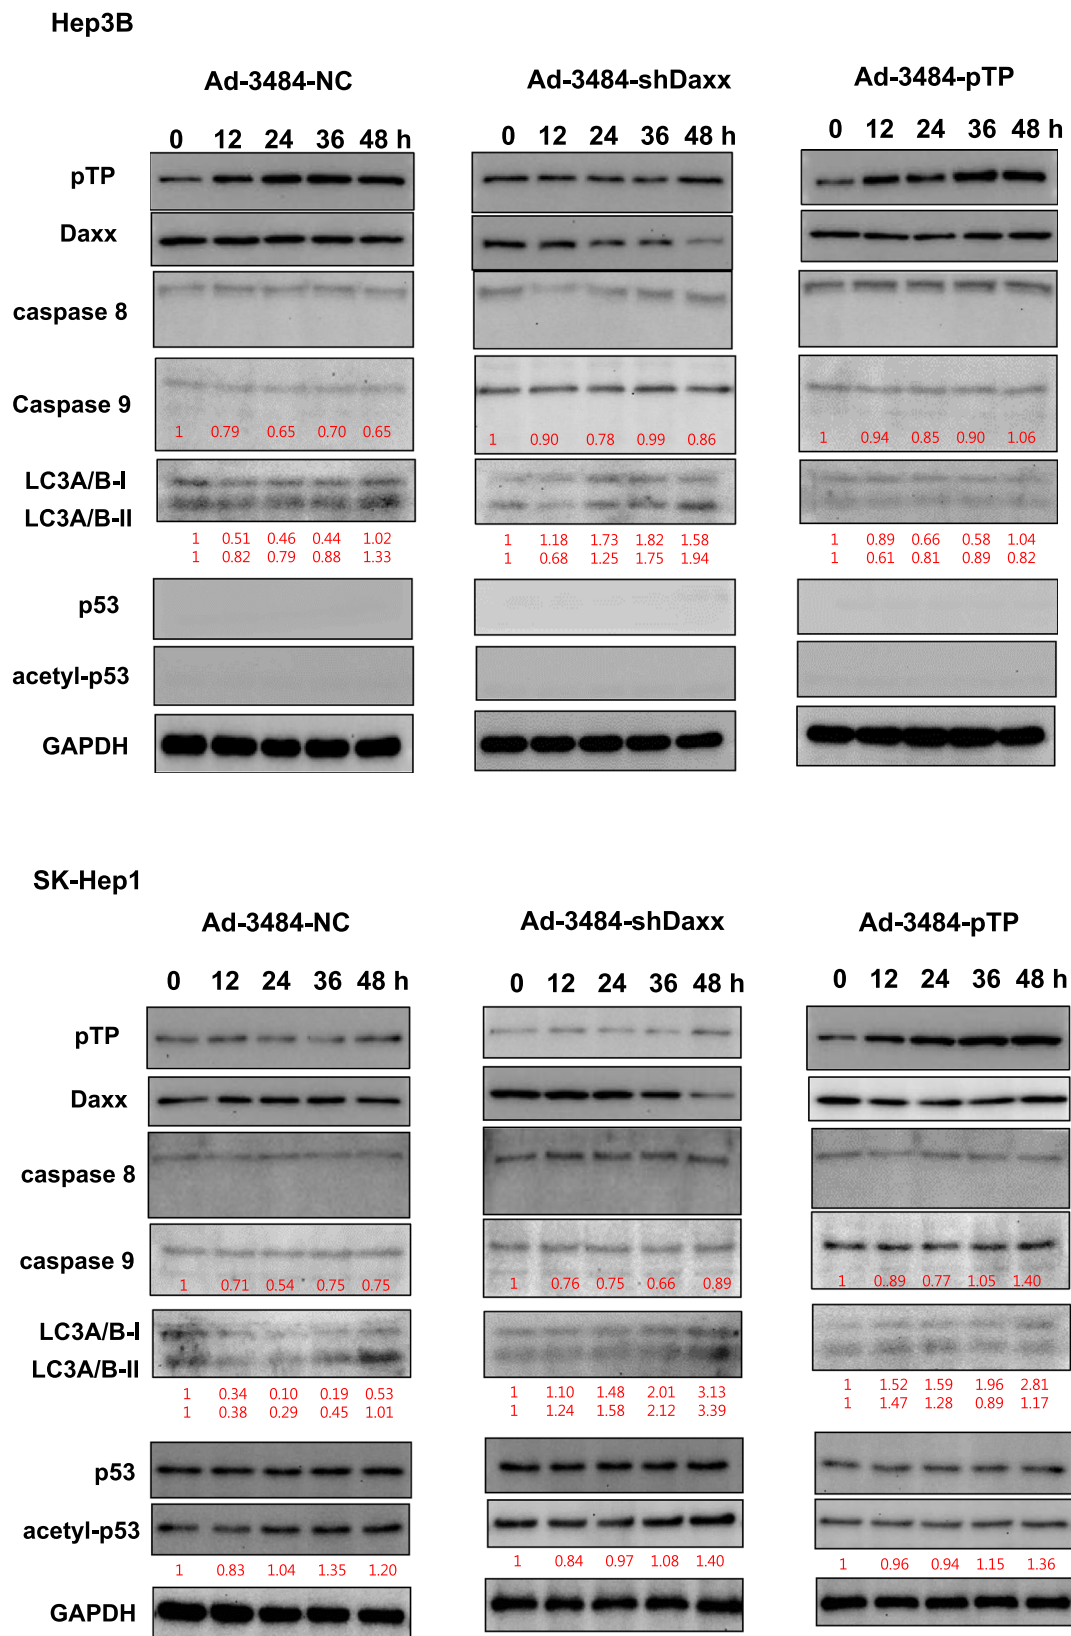 Hep3B
Ad-3484-NC Ad-3484-shDaxx Ad-3484-pTP
0 12 24 36 48 h 0 12 24 36 48 h 0 12 24 36 48 h
pTP
Daxx
caspase 8
Caspase 9
1 0.79 0.65 0.70 0.65 1 0.90 0.78 0.99 0.86 1 0.94 0.85 0.90 1.06
LC3A/B-I
LC3A/B-II
1 0.51 0.46 0.44 1.02 1 1.18 1.73 1.82 1.58 1 0.89 0.66 0.58 1.04
1 0.82 0.79 0.88 1.33 1 0.68 1.25 1.75 1.94 1 0.61 0.81 0.89 0.82
p53
acetyl-p53
GAPDH
SK-Hep1
Ad-3484-NC Ad-3484-shDaxx Ad-3484-pTP
0 12 24 36 48 h 0 12 24 36 48 h 0 12 24 36 48 h
pTP
Daxx
caspase 8
caspase 9
1 0.71 0.54 0.75 0.75 1 0.76 0.75 0.66 0.89 1 0.89 0.77 1.05 1.40
LC3A/B-I
LC3A/B-II
1 0.34 0.10 0.19 0.53 1 1.10 1.48 2.01 3.13 1 1.52 1.59 1.96 2.81
1 0.38 0.29 0.45 1.01 1 1.24 1.58 2.12 3.39 1 1.47 1.28 0.89 1.17
p53
acetyl-p53
1 0.83 1.04 1.35 1.20 1 0.84 0.97 1.08 1.40 1 0.96 0.94 1.15 1.36
GAPDH